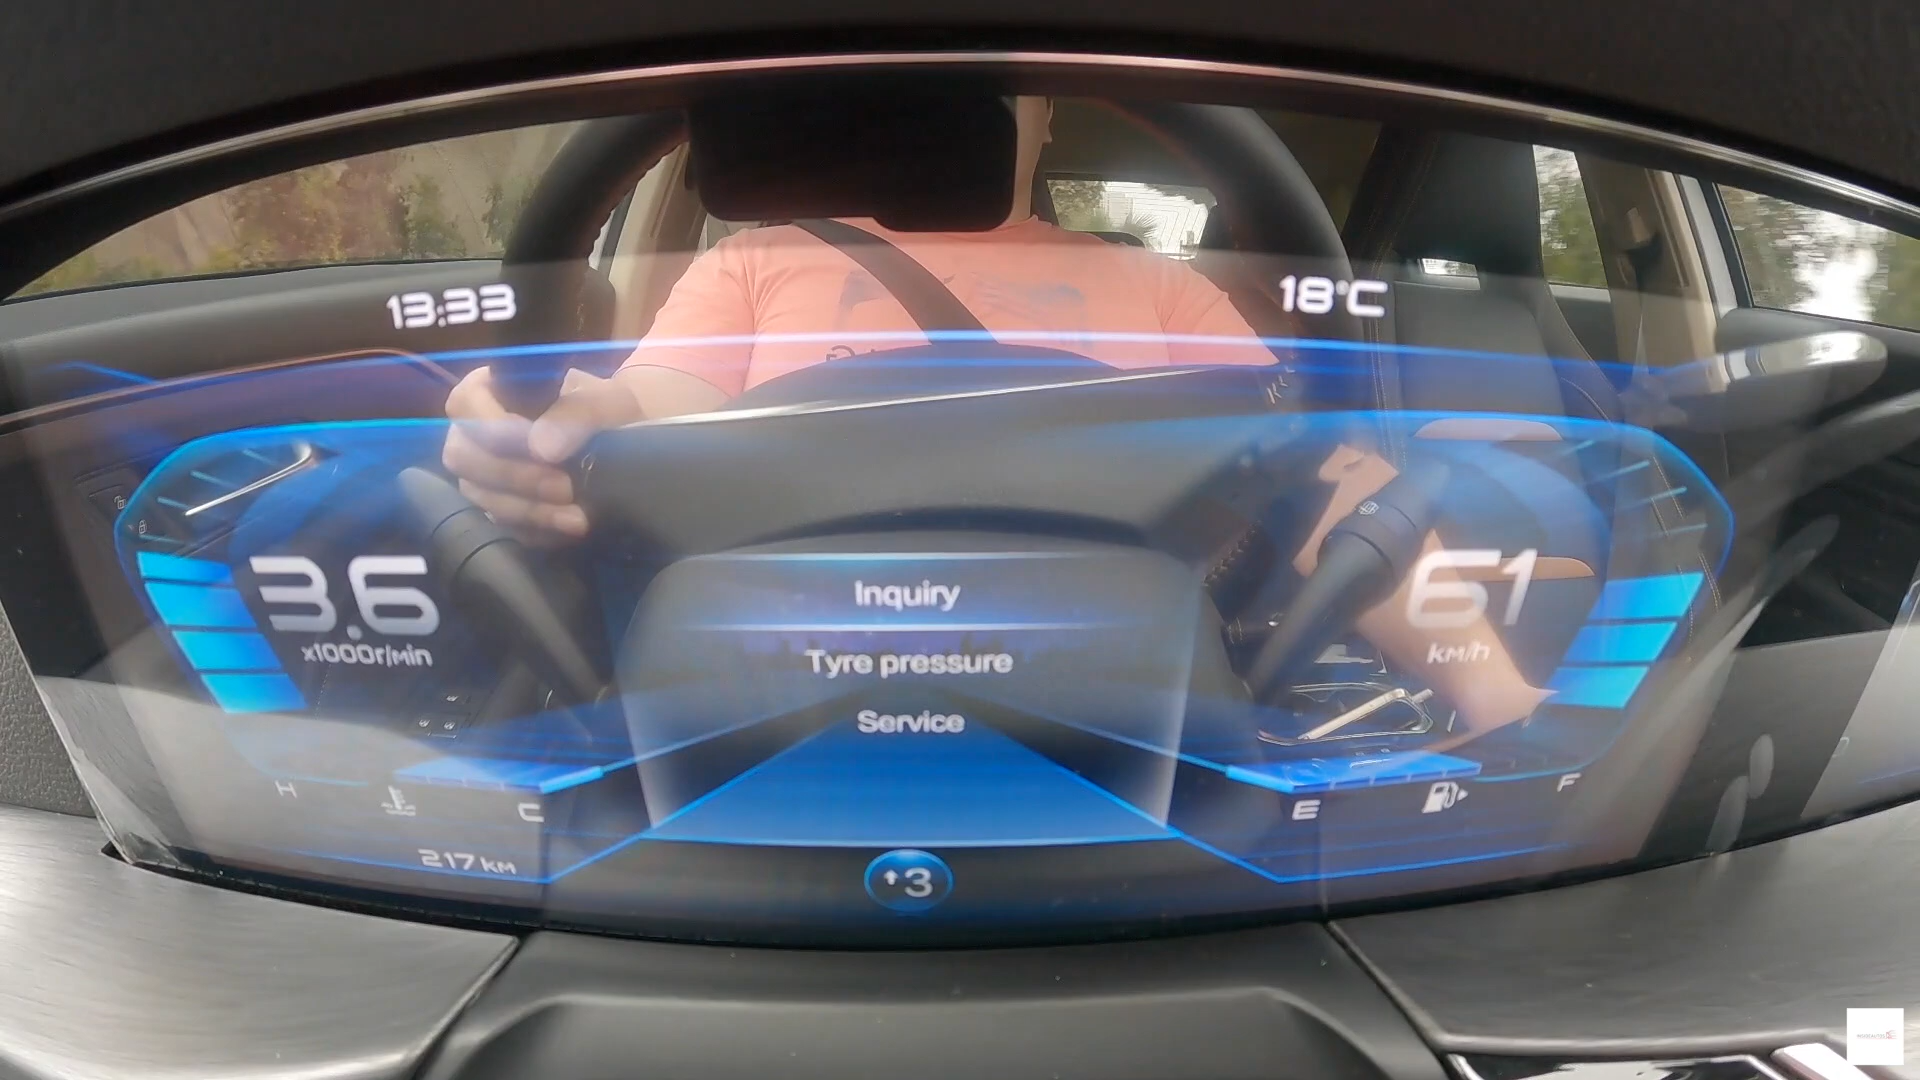 13:33
18°C
3.6
x1000r/min
61
km/h
Inquiry
Tyre pressure
Service
H
C
E
F
217 km
3